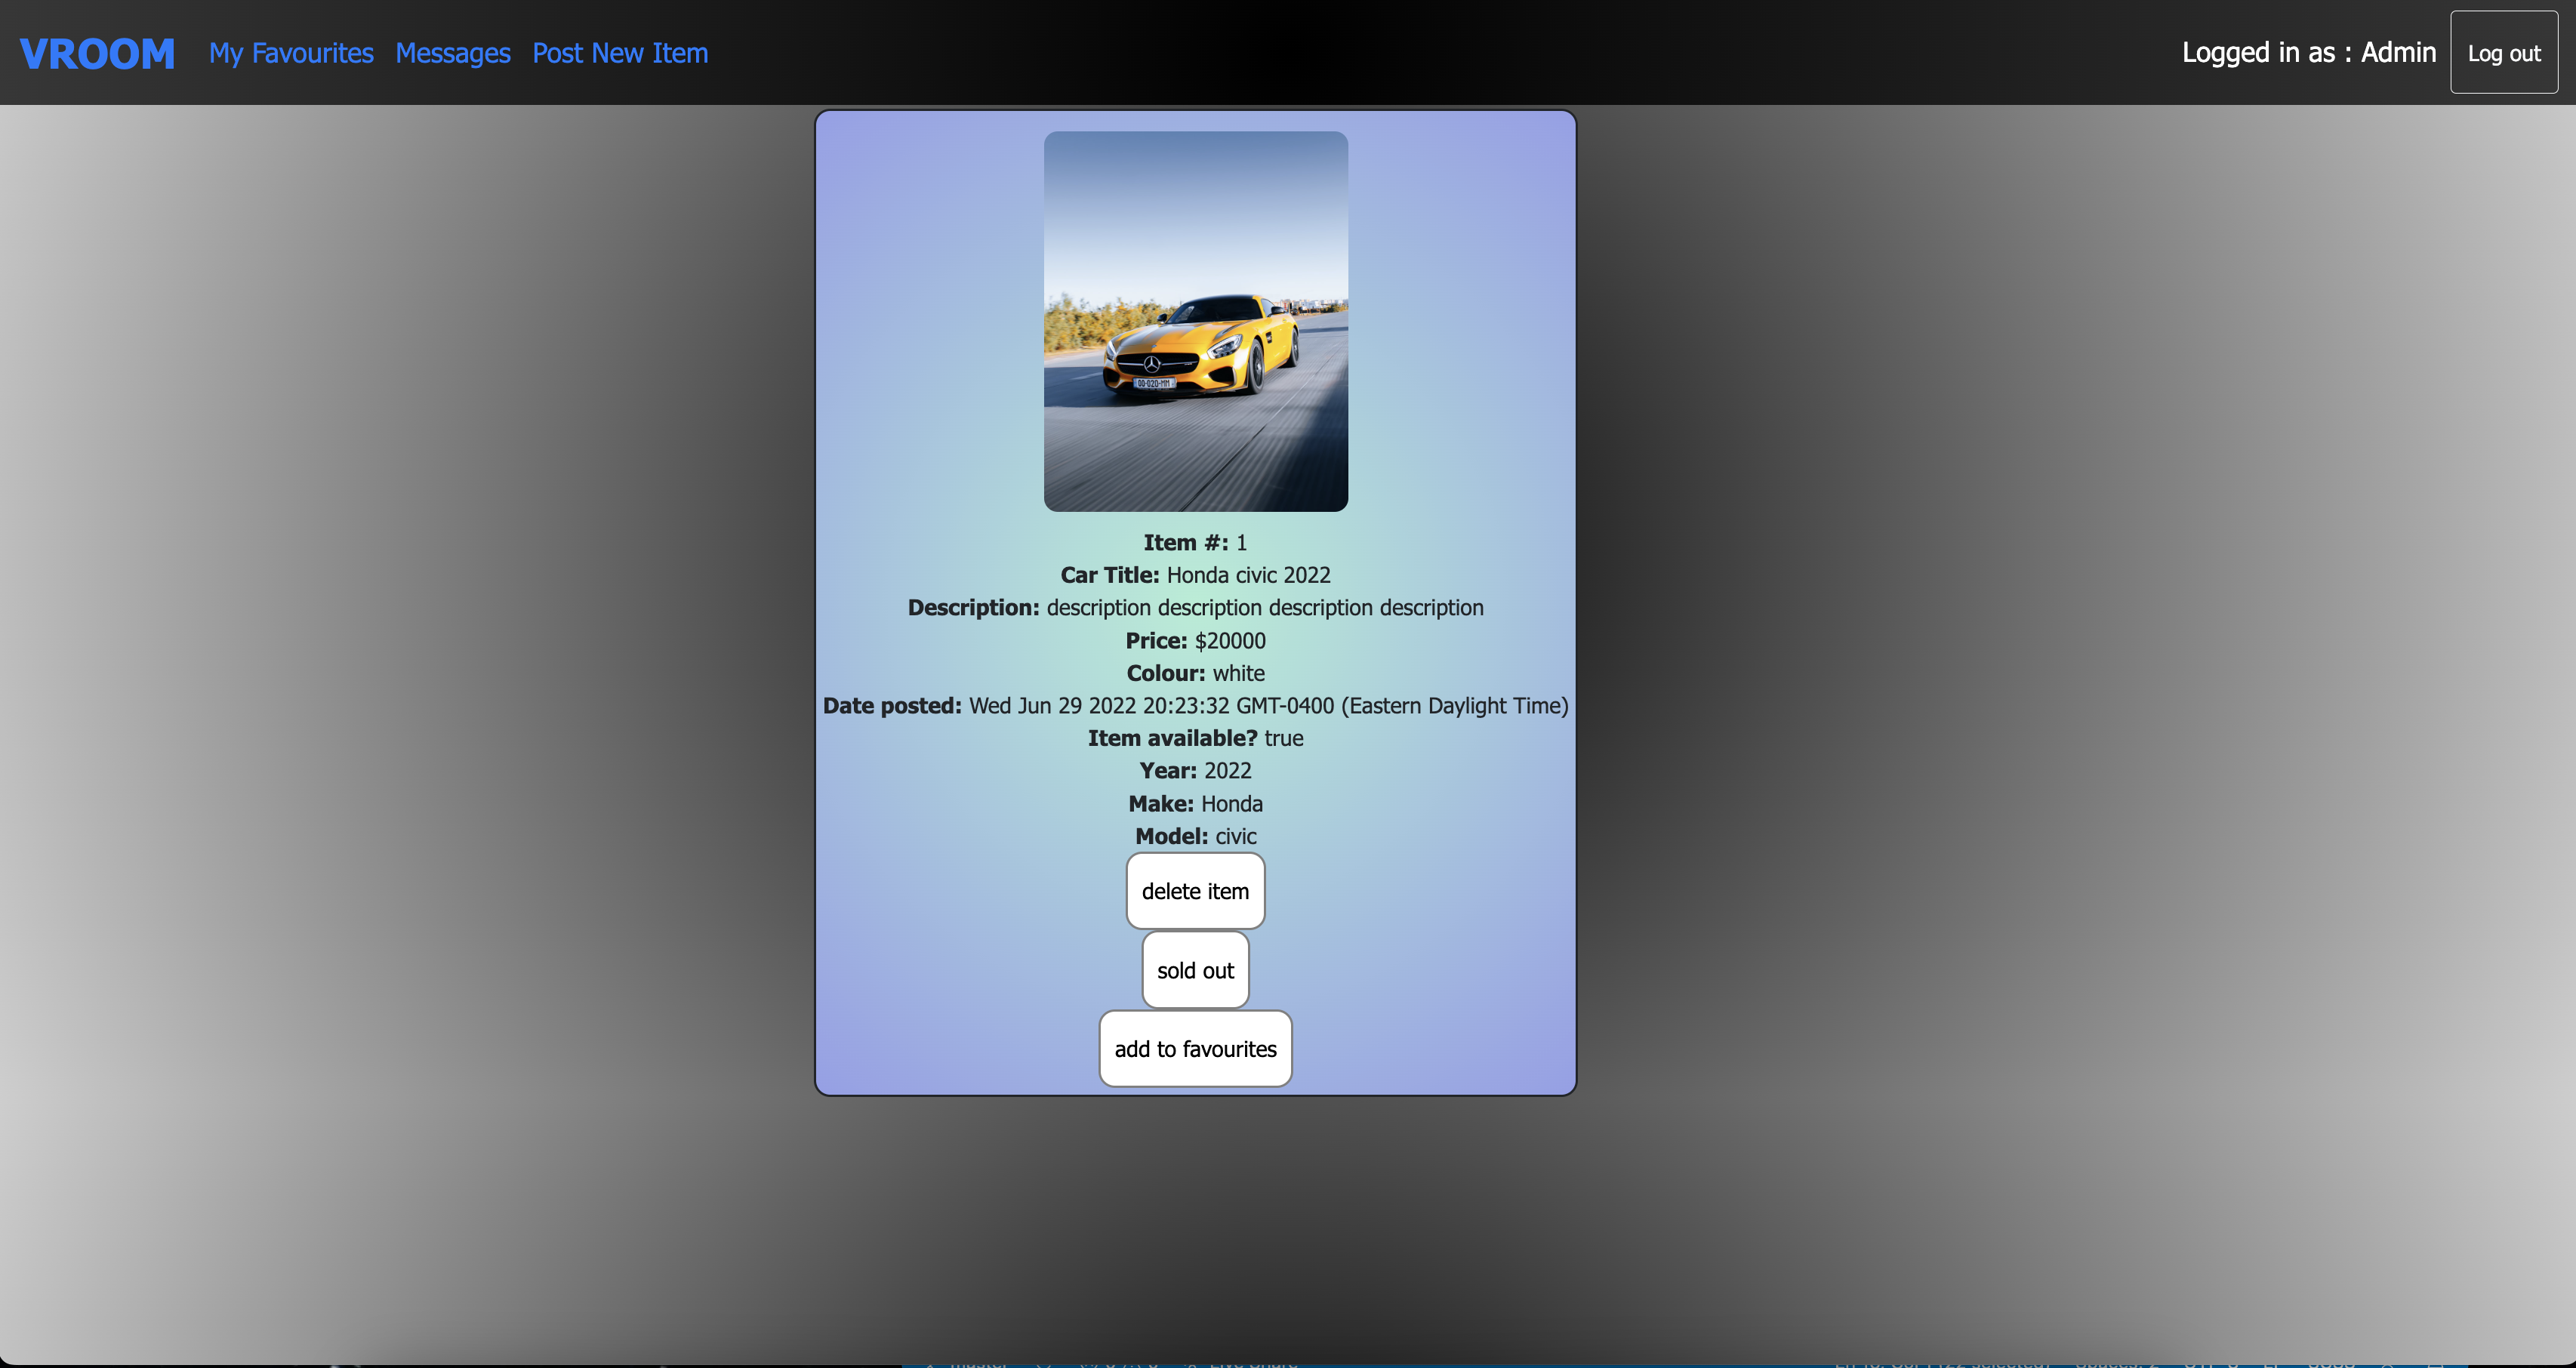 VROOM My Favourites Messages Post New Item Logged in as : Admin Log out
GG-020-MM
Item #: 1
Car Title: Honda civic 2022
Description: description description description description
Price: $20000
Colour: white
Date posted: Wed Jun 29 2022 20:23:32 GMT-0400 (Eastern Daylight Time)
Item available? true
Year: 2022
Make: Honda
Model: civic
delete item
sold out
add to favourites